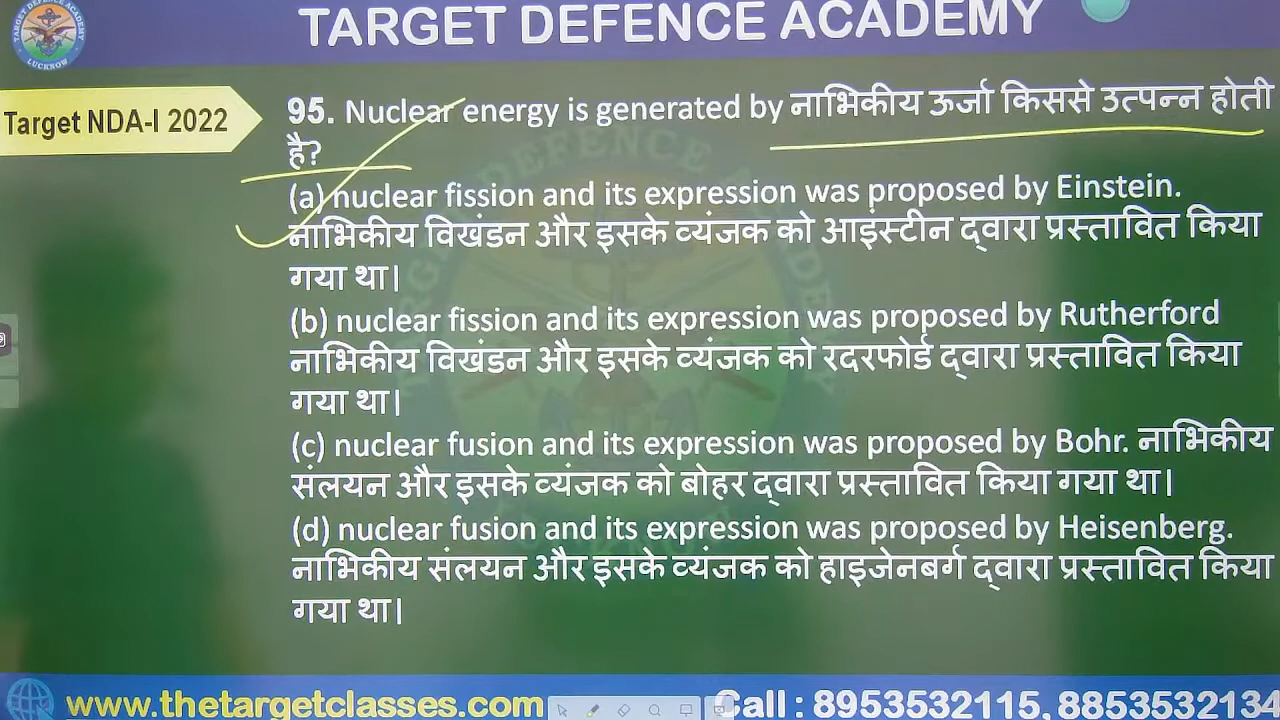 TARGET DEFENCE ACADEMY
TARGET DEFENCE ACADEMY
LUCKNOW
Target NDA-I 2022
95. Nuclear energy is generated by नाभिकीय ऊर्जा किससे उत्पन्न होती
है?
(a) nuclear fission and its expression was proposed by Einstein.
नाभिकीय विखंडन और इसके व्यंजक को आइंस्टीन द्वारा प्रस्तावित किया
गया था।
(b) nuclear fission and its expression was proposed by Rutherford
नाभिकीय विखंडन और इसके व्यंजक को रदरफोर्ड द्वारा प्रस्तावित किया
गया था।
(c) nuclear fusion and its expression was proposed by Bohr. नाभिकीय
संलयन और इसके व्यंजक को बोहर द्वारा प्रस्तावित किया गया था।
(d) nuclear fusion and its expression was proposed by Heisenberg.
नाभिकीय संलयन और इसके व्यंजक को हाइजेनबर्ग द्वारा प्रस्तावित किया
गया था।
www.thetargetclasses.com
Call : 8953532115, 8853532134